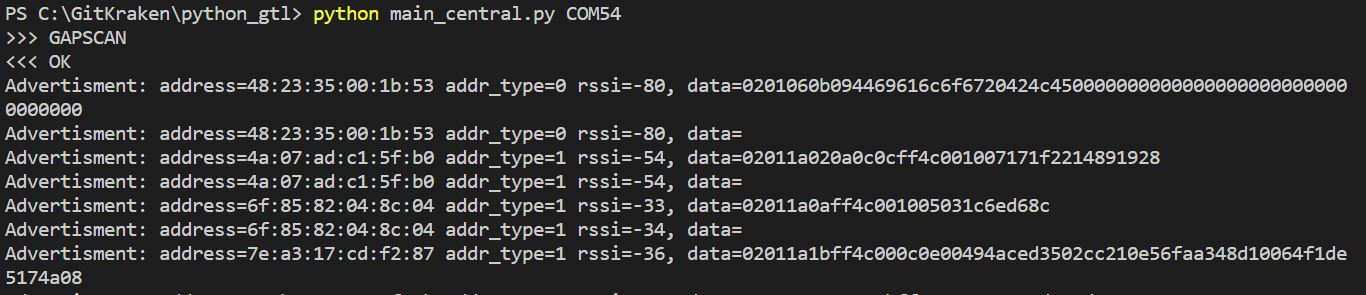 PS C:\GitKraken\python_gtl> python main_central.py COM54
>>> GAPSCAN
<<< OK
Advertisment: address=48:23:35:00:1b:53 addr_type=0 rssi=-80, data=0201060b094469616c6f6720424c45000000000000000000000000000
0000000
Advertisment: address=48:23:35:00:1b:53 addr_type=0 rssi=-80, data=
Advertisment: address=4a:07:ad:c1:5f:b0 addr_type=1 rssi=-54, data=02011a020a0c0cff4c001007171f2214891928
Advertisment: address=4a:07:ad:c1:5f:b0 addr_type=1 rssi=-54, data=
Advertisment: address=6f:85:82:04:8c:04 addr_type=1 rssi=-33, data=02011a0aff4c001005031c6ed68c
Advertisment: address=6f:85:82:04:8c:04 addr_type=1 rssi=-34, data=
Advertisment: address=7e:a3:17:cd:f2:87 addr_type=1 rssi=-36, data=02011a1bff4c000c0e00494aced3502cc210e56faa348d10064f1de
5174a08